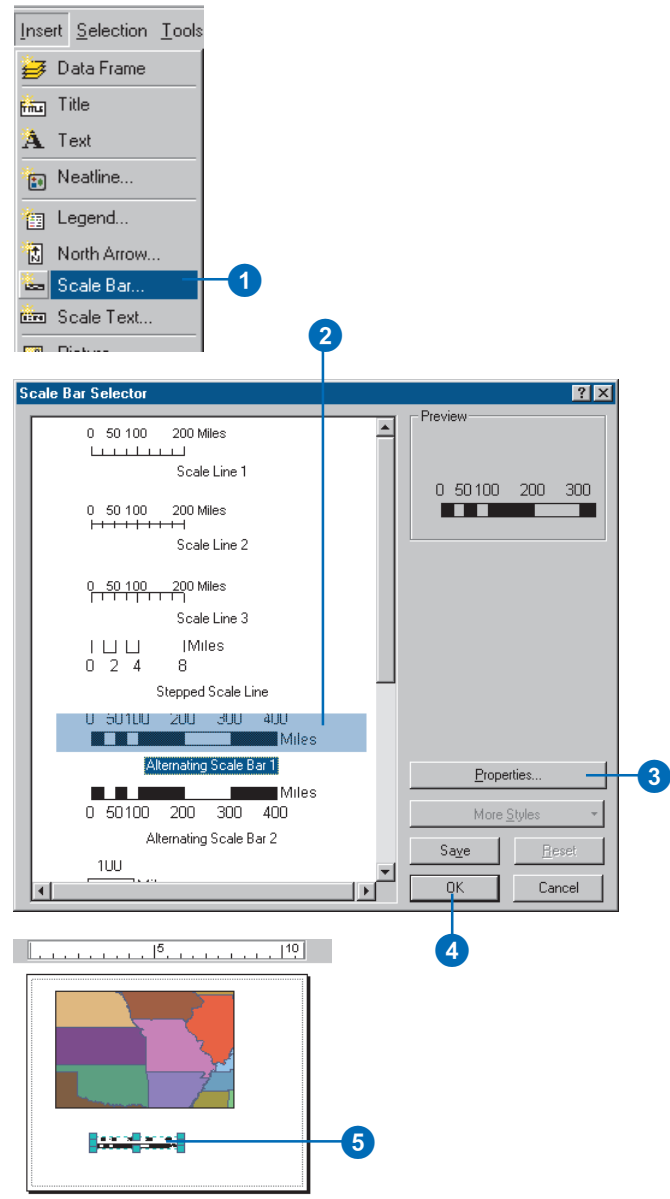 Insert Selection Tools
Data Frame
Title
Text
Neatline...
Legend...
North Arrow...
Scale Bar...
1
Scale Text...
2
Scale Bar Selector
Preview
0 50 100 200 Miles
Scale Line 1
0 50 100 200 300
0 50 100 200 Miles
Scale Line 2
0 50 100 200 Miles
Scale Line 3
Miles
0 2 4 8
Stepped Scale Line
0 50100 200 300 400
Miles
Alternating Scale Bar 1
Properties...
3
Miles
0 50100 200 300 400
More Styles
Alternating Scale Bar 2
Save Reset
100
OK Cancel
4
5 10
5